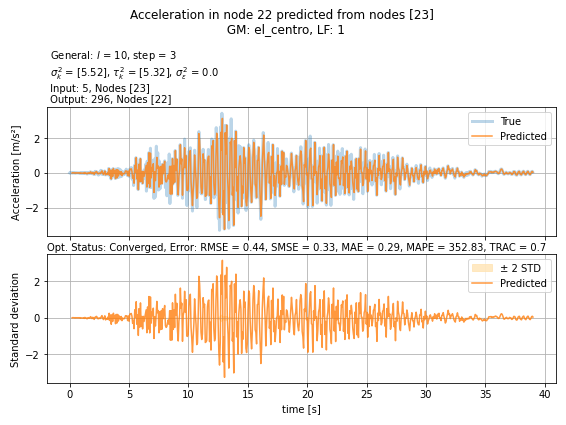 Acceleration in node 22 predicted from nodes [23]
GM: el_centro, LF: 1
General: l = 10, step = 3
σ_k² = [5.52], τ_k² = [5.32], σ_ε² = 0.0
Input: 5, Nodes [23]
Output: 296, Nodes [22]
Acceleration [m/s²]
2
0
−2
True
Predicted
Opt. Status: Converged, Error: RMSE = 0.44, SMSE = 0.33, MAE = 0.29, MAPE = 352.83, TRAC = 0.7
Standard deviation
2
0
−2
± 2 STD
Predicted
0 5 10 15 20 25 30 35 40
time [s]